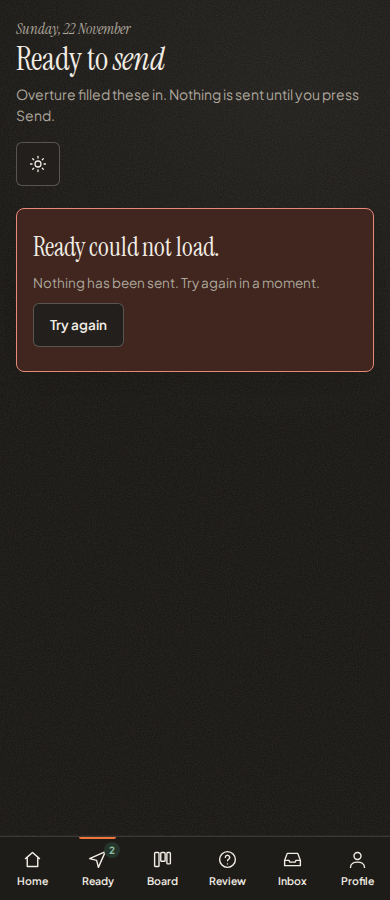 Sunday, 22 November
Ready to send
Overture filled these in. Nothing is sent until you press
Send.
Ready could not load.
Nothing has been sent. Try again in a moment.
Try again
2
Home
Ready
Board
Review
Inbox
Profile